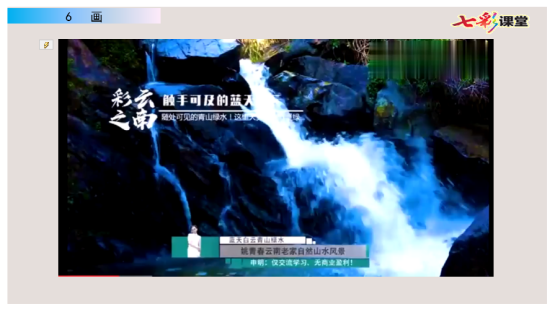 6 画
七彩课堂
彩云
之南
触手可及的蓝天
随处可见的青山绿水！这里
蓝天白云青山绿水
镜青春云南老家自然山水风景
申明：仅交流学习，无商业盈利！